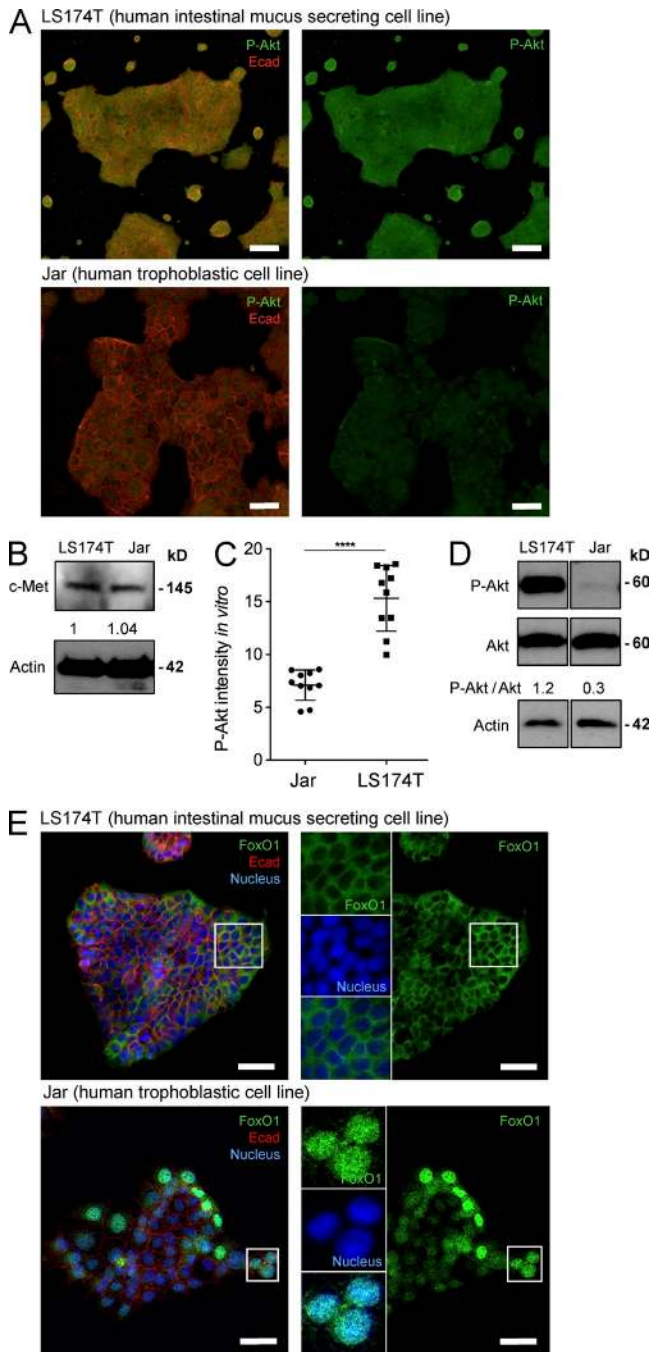 A
LS174T (human intestinal mucus secreting cell line)
P-Akt
Ecad
P-Akt
Jar (human trophoblastic cell line)
P-Akt
Ecad
P-Akt
B
LS174T Jar kD
c-Met - 145
1 1.04
Actin - 42
C
P-Akt intensity in vitro
****
20
15
10
5
0
Jar LS174T
D
LS174T Jar kD
P-Akt - 60
Akt - 60
P-Akt / Akt 1.2 0.3
Actin - 42
E
LS174T (human intestinal mucus secreting cell line)
FoxO1
Ecad
Nucleus
FoxO1
Nucleus
FoxO1
Jar (human trophoblastic cell line)
FoxO1
Ecad
Nucleus
FoxO1
Nucleus
FoxO1